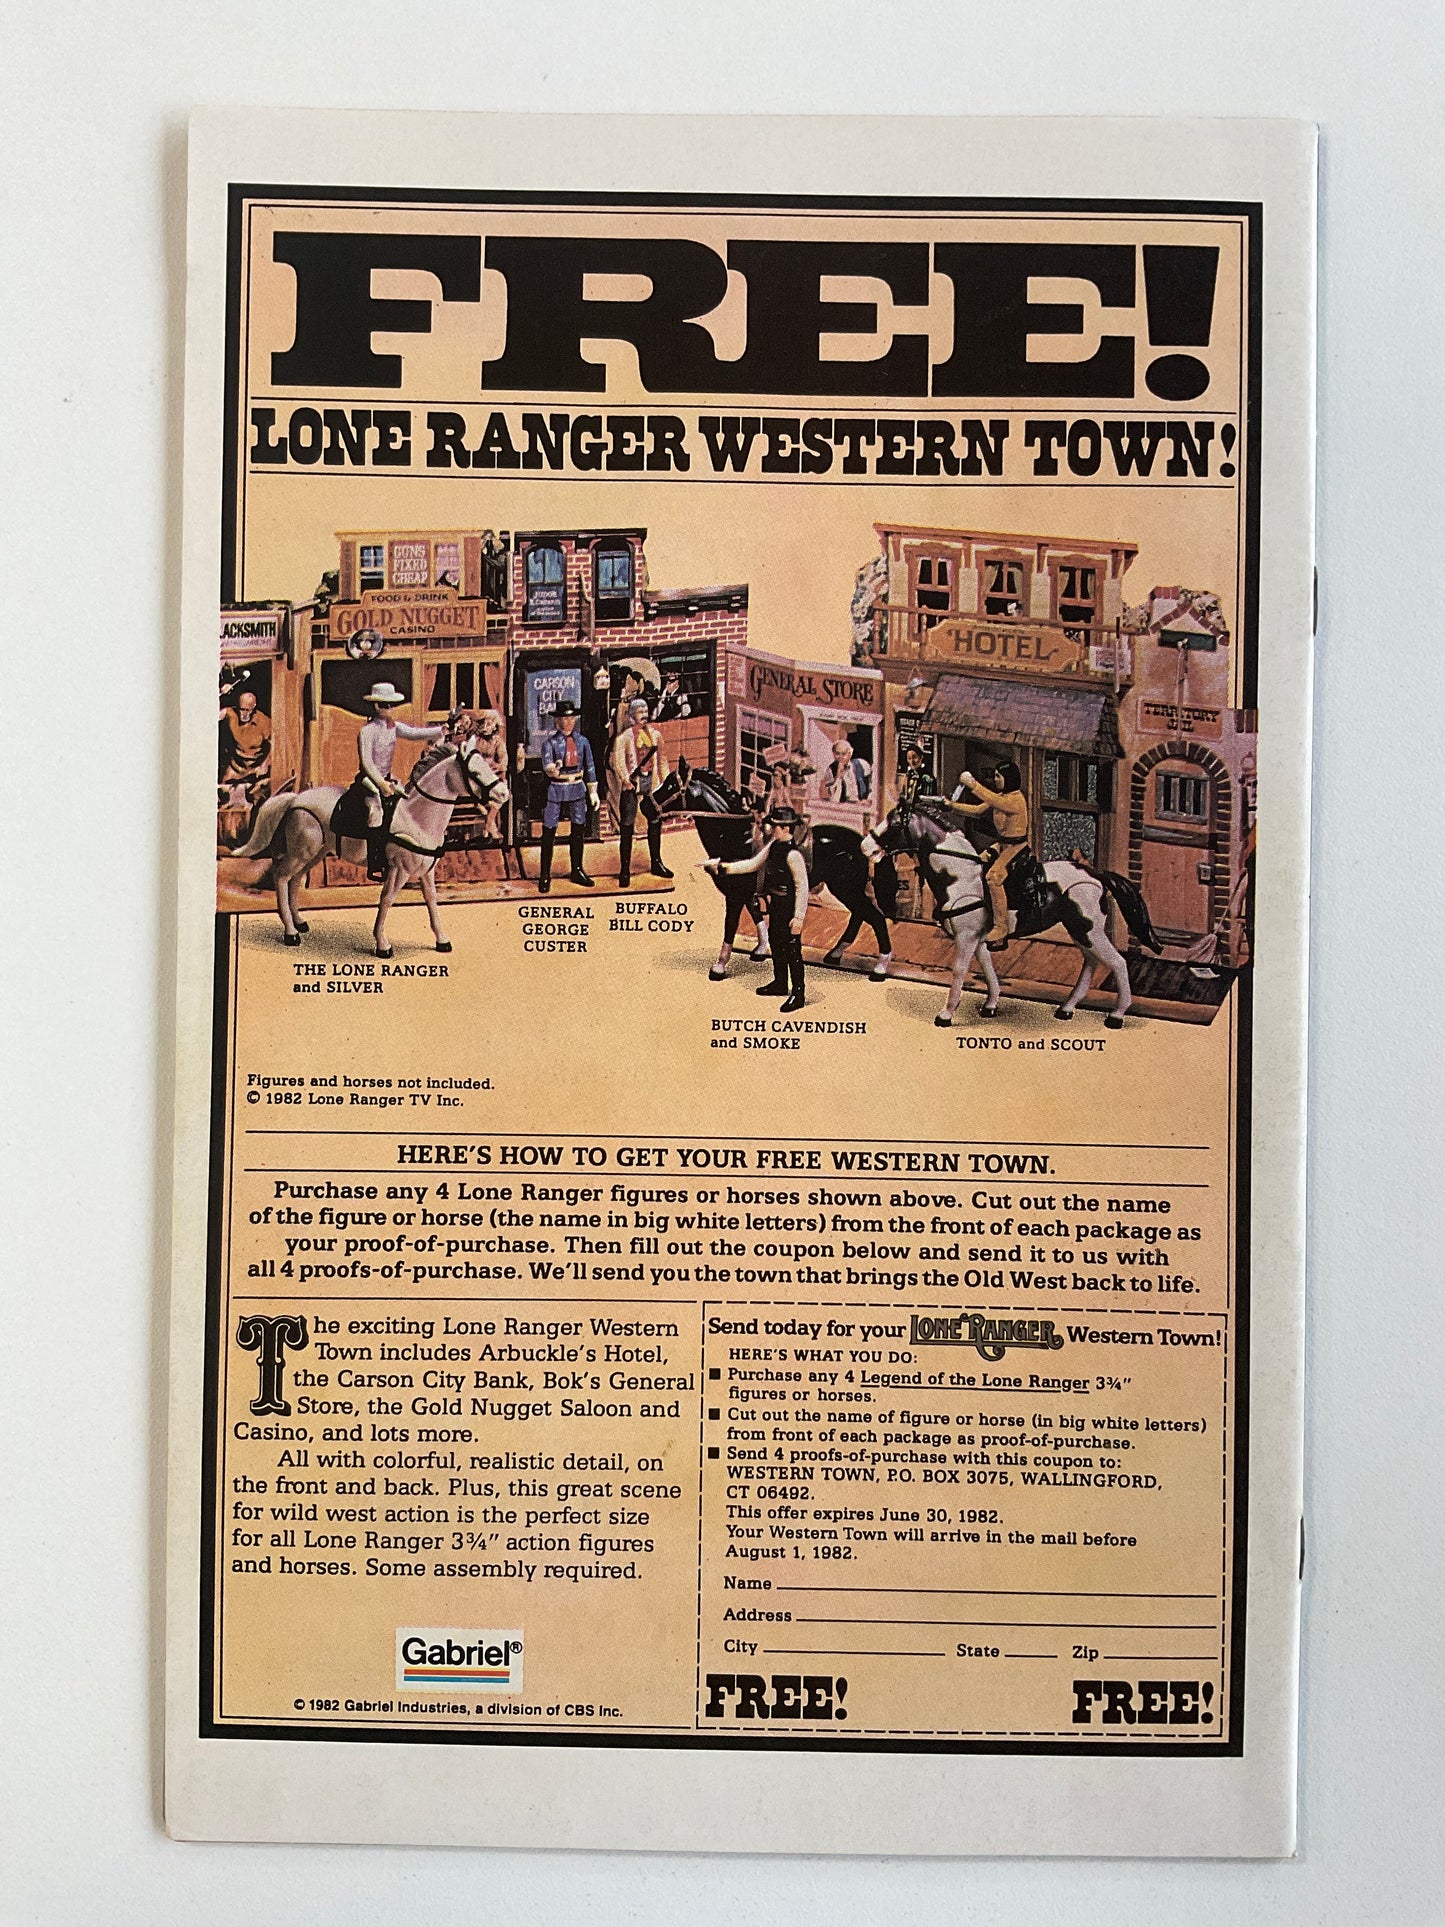 FREE!
LONE RANGER WESTERN TOWN!
GUNS
FIXED
CHEAP
FOOD & DRINK
GOLD NUGGET
CASINO
ACKSMITH
CARSON
CITY
BA
GENERAL STORE
HOTEL
TERRITORY
JAIL
THE LONE RANGER
and SILVER
GENERAL
GEORGE
CUSTER
BUFFALO
BILL CODY
BUTCH CAVENDISH
and SMOKE
TONTO and SCOUT
Figures and horses not included.
© 1982 Lone Ranger TV Inc.
HERE'S HOW TO GET YOUR FREE WESTERN TOWN.
Purchase any 4 Lone Ranger figures or horses shown above. Cut out the name
of the figure or horse (the name in big white letters) from the front of each package as
your proof-of-purchase. Then fill out the coupon below and send it to us with
all 4 proofs-of-purchase. We'll send you the town that brings the Old West back to life.
The exciting Lone Ranger Western
Town includes Arbuckle's Hotel,
the Carson City Bank, Bok's General
Store, the Gold Nugget Saloon and
Casino, and lots more.
All with colorful, realistic detail, on
the front and back. Plus, this great scene
for wild west action is the perfect size
for all Lone Ranger 3¾" action figures
and horses. Some assembly required.
Gabriel®
© 1982 Gabriel Industries, a division of CBS Inc.
Send today for your LONE RANGER Western Town!
HERE'S WHAT YOU DO:
■ Purchase any 4 Legend of the Lone Ranger 3¾"
figures or horses.
■ Cut out the name of figure or horse (in big white letters)
from front of each package as proof-of-purchase.
■ Send 4 proofs-of-purchase with this coupon to:
WESTERN TOWN, P.O. BOX 3075, WALLINGFORD,
CT 06492.
This offer expires June 30, 1982.
Your Western Town will arrive in the mail before
August 1, 1982.
Name
Address
City State Zip
FREE! FREE!